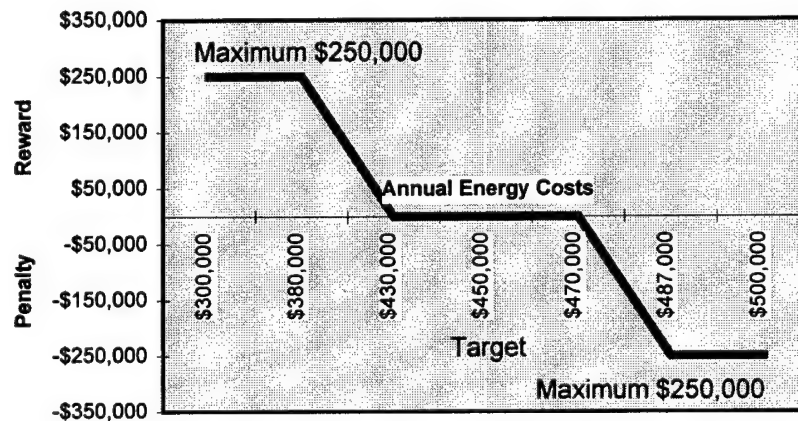 $350,000
$250,000
$150,000
$50,000
-$50,000
-$150,000
-$250,000
-$350,000
Reward
Penalty
Maximum $250,000
Annual Energy Costs
$300,000
$380,000
$430,000
$450,000
$470,000
$487,000
$500,000
Target
Maximum $250,000